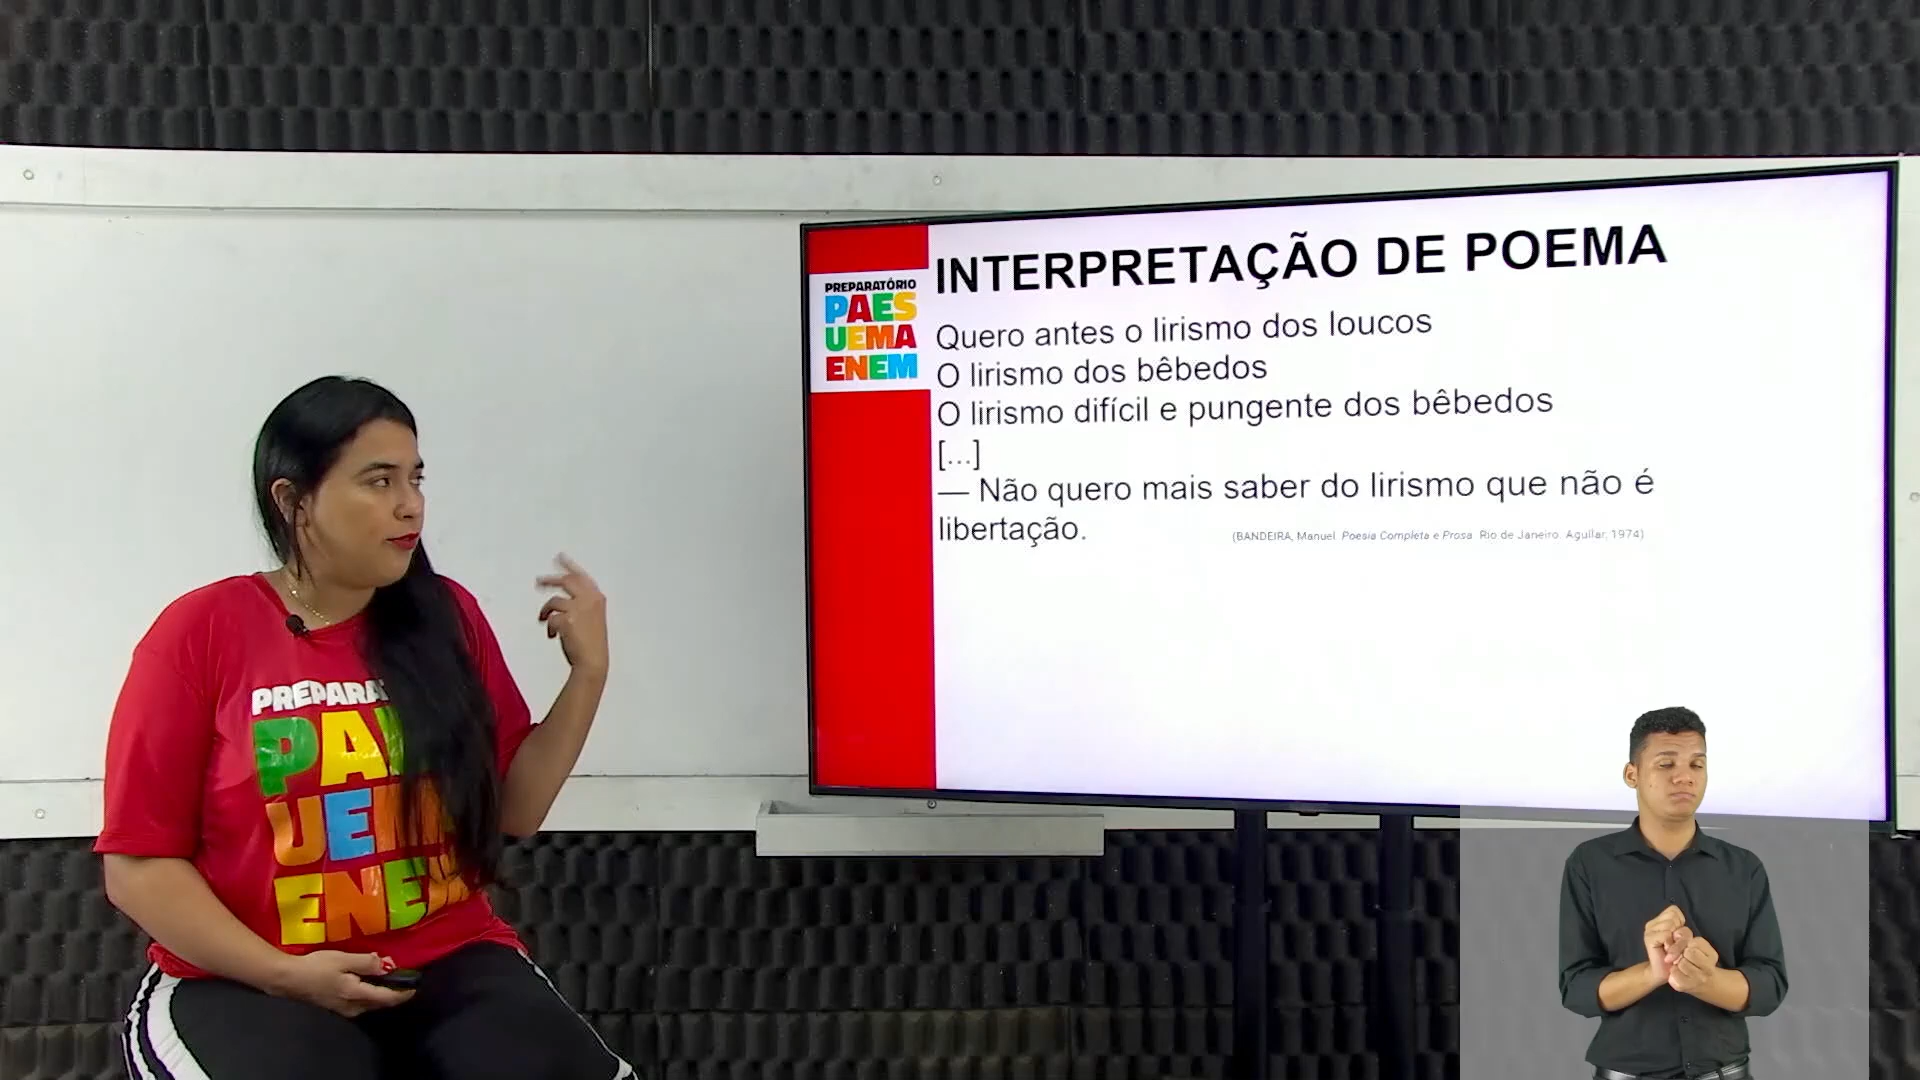 INTERPRETAÇÃO DE POEMA
PREPARATÓRIO
PAES
UEMA
ENEM
Quero antes o lirismo dos loucos
O lirismo dos bêbedos
O lirismo difícil e pungente dos bêbedos
[...]
— Não quero mais saber do lirismo que não é
libertação.
(BANDEIRA, Manuel. Poesia Completa e Prosa. Rio de Janeiro. Aguilar, 1974)
PREPARA
PA
UEM
ENE